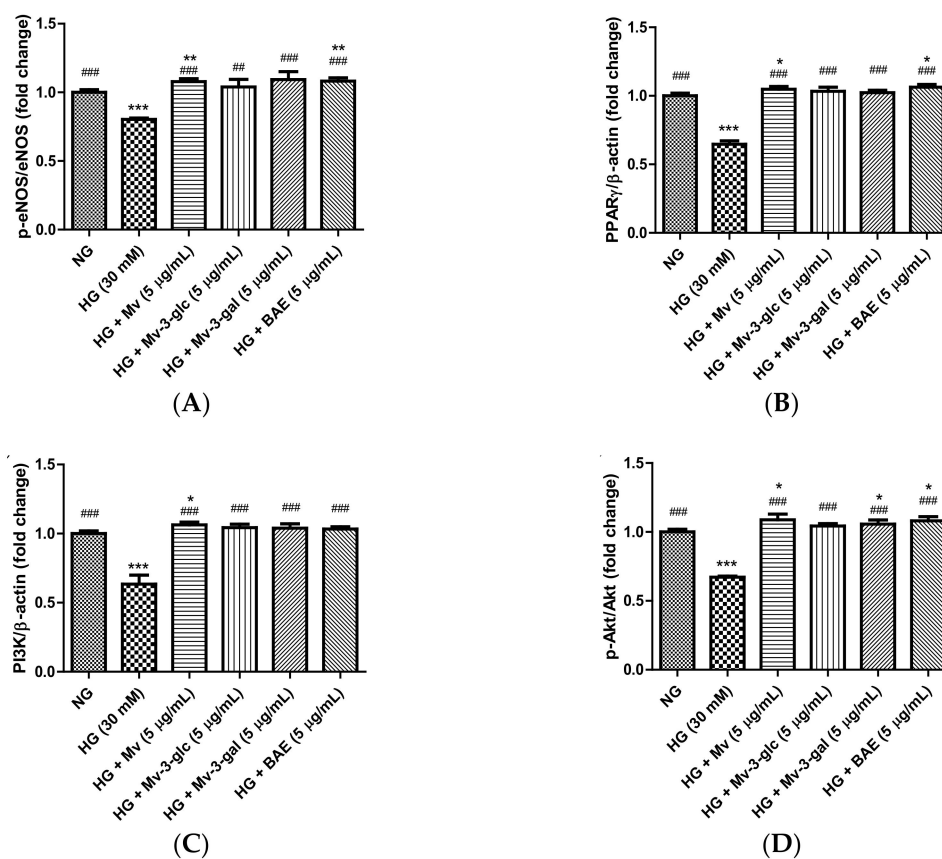 1.5
1.0
0.5
0.0
p-eNOS/eNOS (fold change)
###
***
**
###
##
###
**
###
NG
HG (30 mM)
HG + Mv (5 μg/mL)
HG + Mv-3-glc (5 μg/mL)
HG + Mv-3-gal (5 μg/mL)
HG + BAE (5 μg/mL)
(A)
1.5
1.0
0.5
0.0
PPARγ/β-actin (fold change)
###
***
*
###
###
###
*
###
NG
HG (30 mM)
HG + Mv (5 μg/mL)
HG + Mv-3-glc (5 μg/mL)
HG + Mv-3-gal (5 μg/mL)
HG + BAE (5 μg/mL)
(B)
1.5
1.0
0.5
0.0
PI3K/β-actin (fold change)
###
***
*
###
###
###
###
NG
HG (30 mM)
HG + Mv (5 μg/mL)
HG + Mv-3-glc (5 μg/mL)
HG + Mv-3-gal (5 μg/mL)
HG + BAE (5 μg/mL)
(C)
1.5
1.0
0.5
0.0
p-Akt/Akt (fold change)
###
***
*
###
###
*
###
*
###
NG
HG (30 mM)
HG + Mv (5 μg/mL)
HG + Mv-3-glc (5 μg/mL)
HG + Mv-3-gal (5 μg/mL)
HG + BAE (5 μg/mL)
(D)